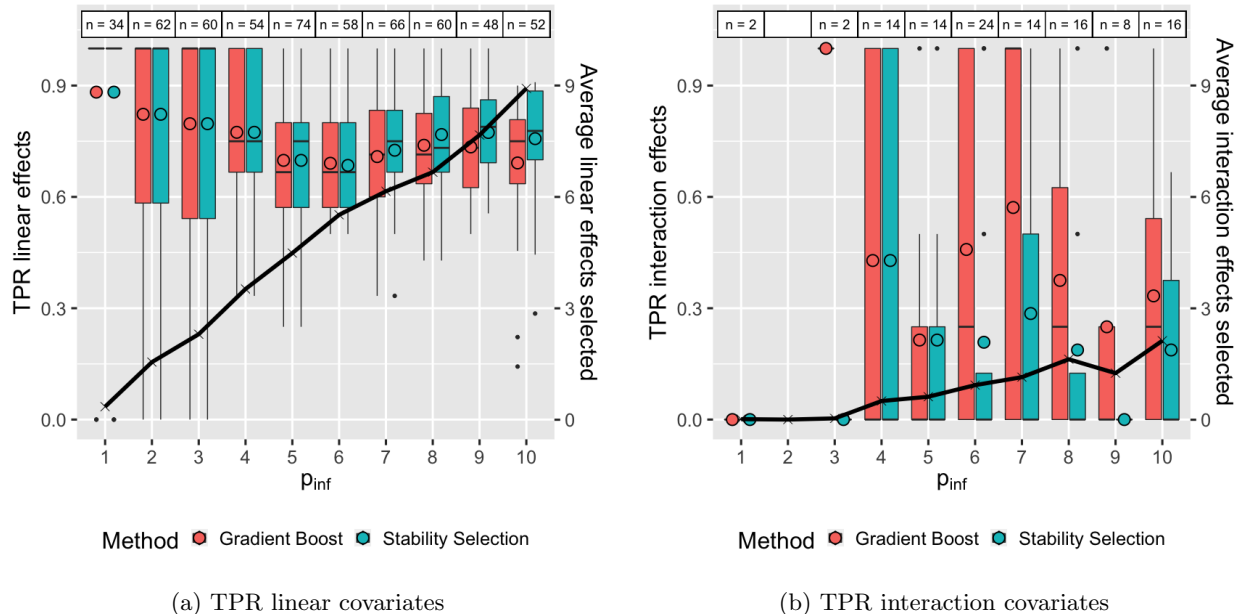 n = 34 n = 62 n = 60 n = 54 n = 74 n = 58 n = 66 n = 60 n = 48 n = 52
TPR linear effects
0.9
0.6
0.3
0.0
9
6
3
0
Average linear effects selected
1 2 3 4 5 6 7 8 9 10
p inf
Method Gradient Boost Stability Selection
(a) TPR linear covariates
n = 2 n = 2 n = 14 n = 14 n = 24 n = 14 n = 16 n = 8 n = 16
TPR interaction effects
0.9
0.6
0.3
0.0
9
6
3
0
Average interaction effects selected
1 2 3 4 5 6 7 8 9 10
p inf
Method Gradient Boost Stability Selection
(b) TPR interaction covariates